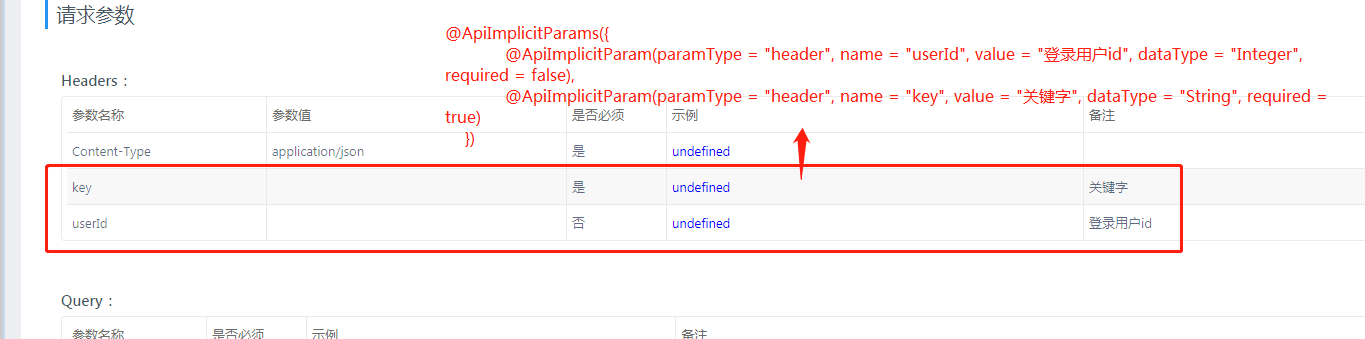 请求参数
@ApiImplicitParams({
@ApiImplicitParam(paramType = "header", name = "userId", value = "登录用户id", dataType = "Integer",
required = false),
@ApiImplicitParam(paramType = "header", name = "key", value = "关键字", dataType = "String", required =
true)
})
Headers：
参数名称 参数值 是否必须 示例 备注
Content-Type application/json 是 undefined
key 是 undefined 关键字
userId 否 undefined 登录用户id
Query：
参数名称 是否必须 示例 备注